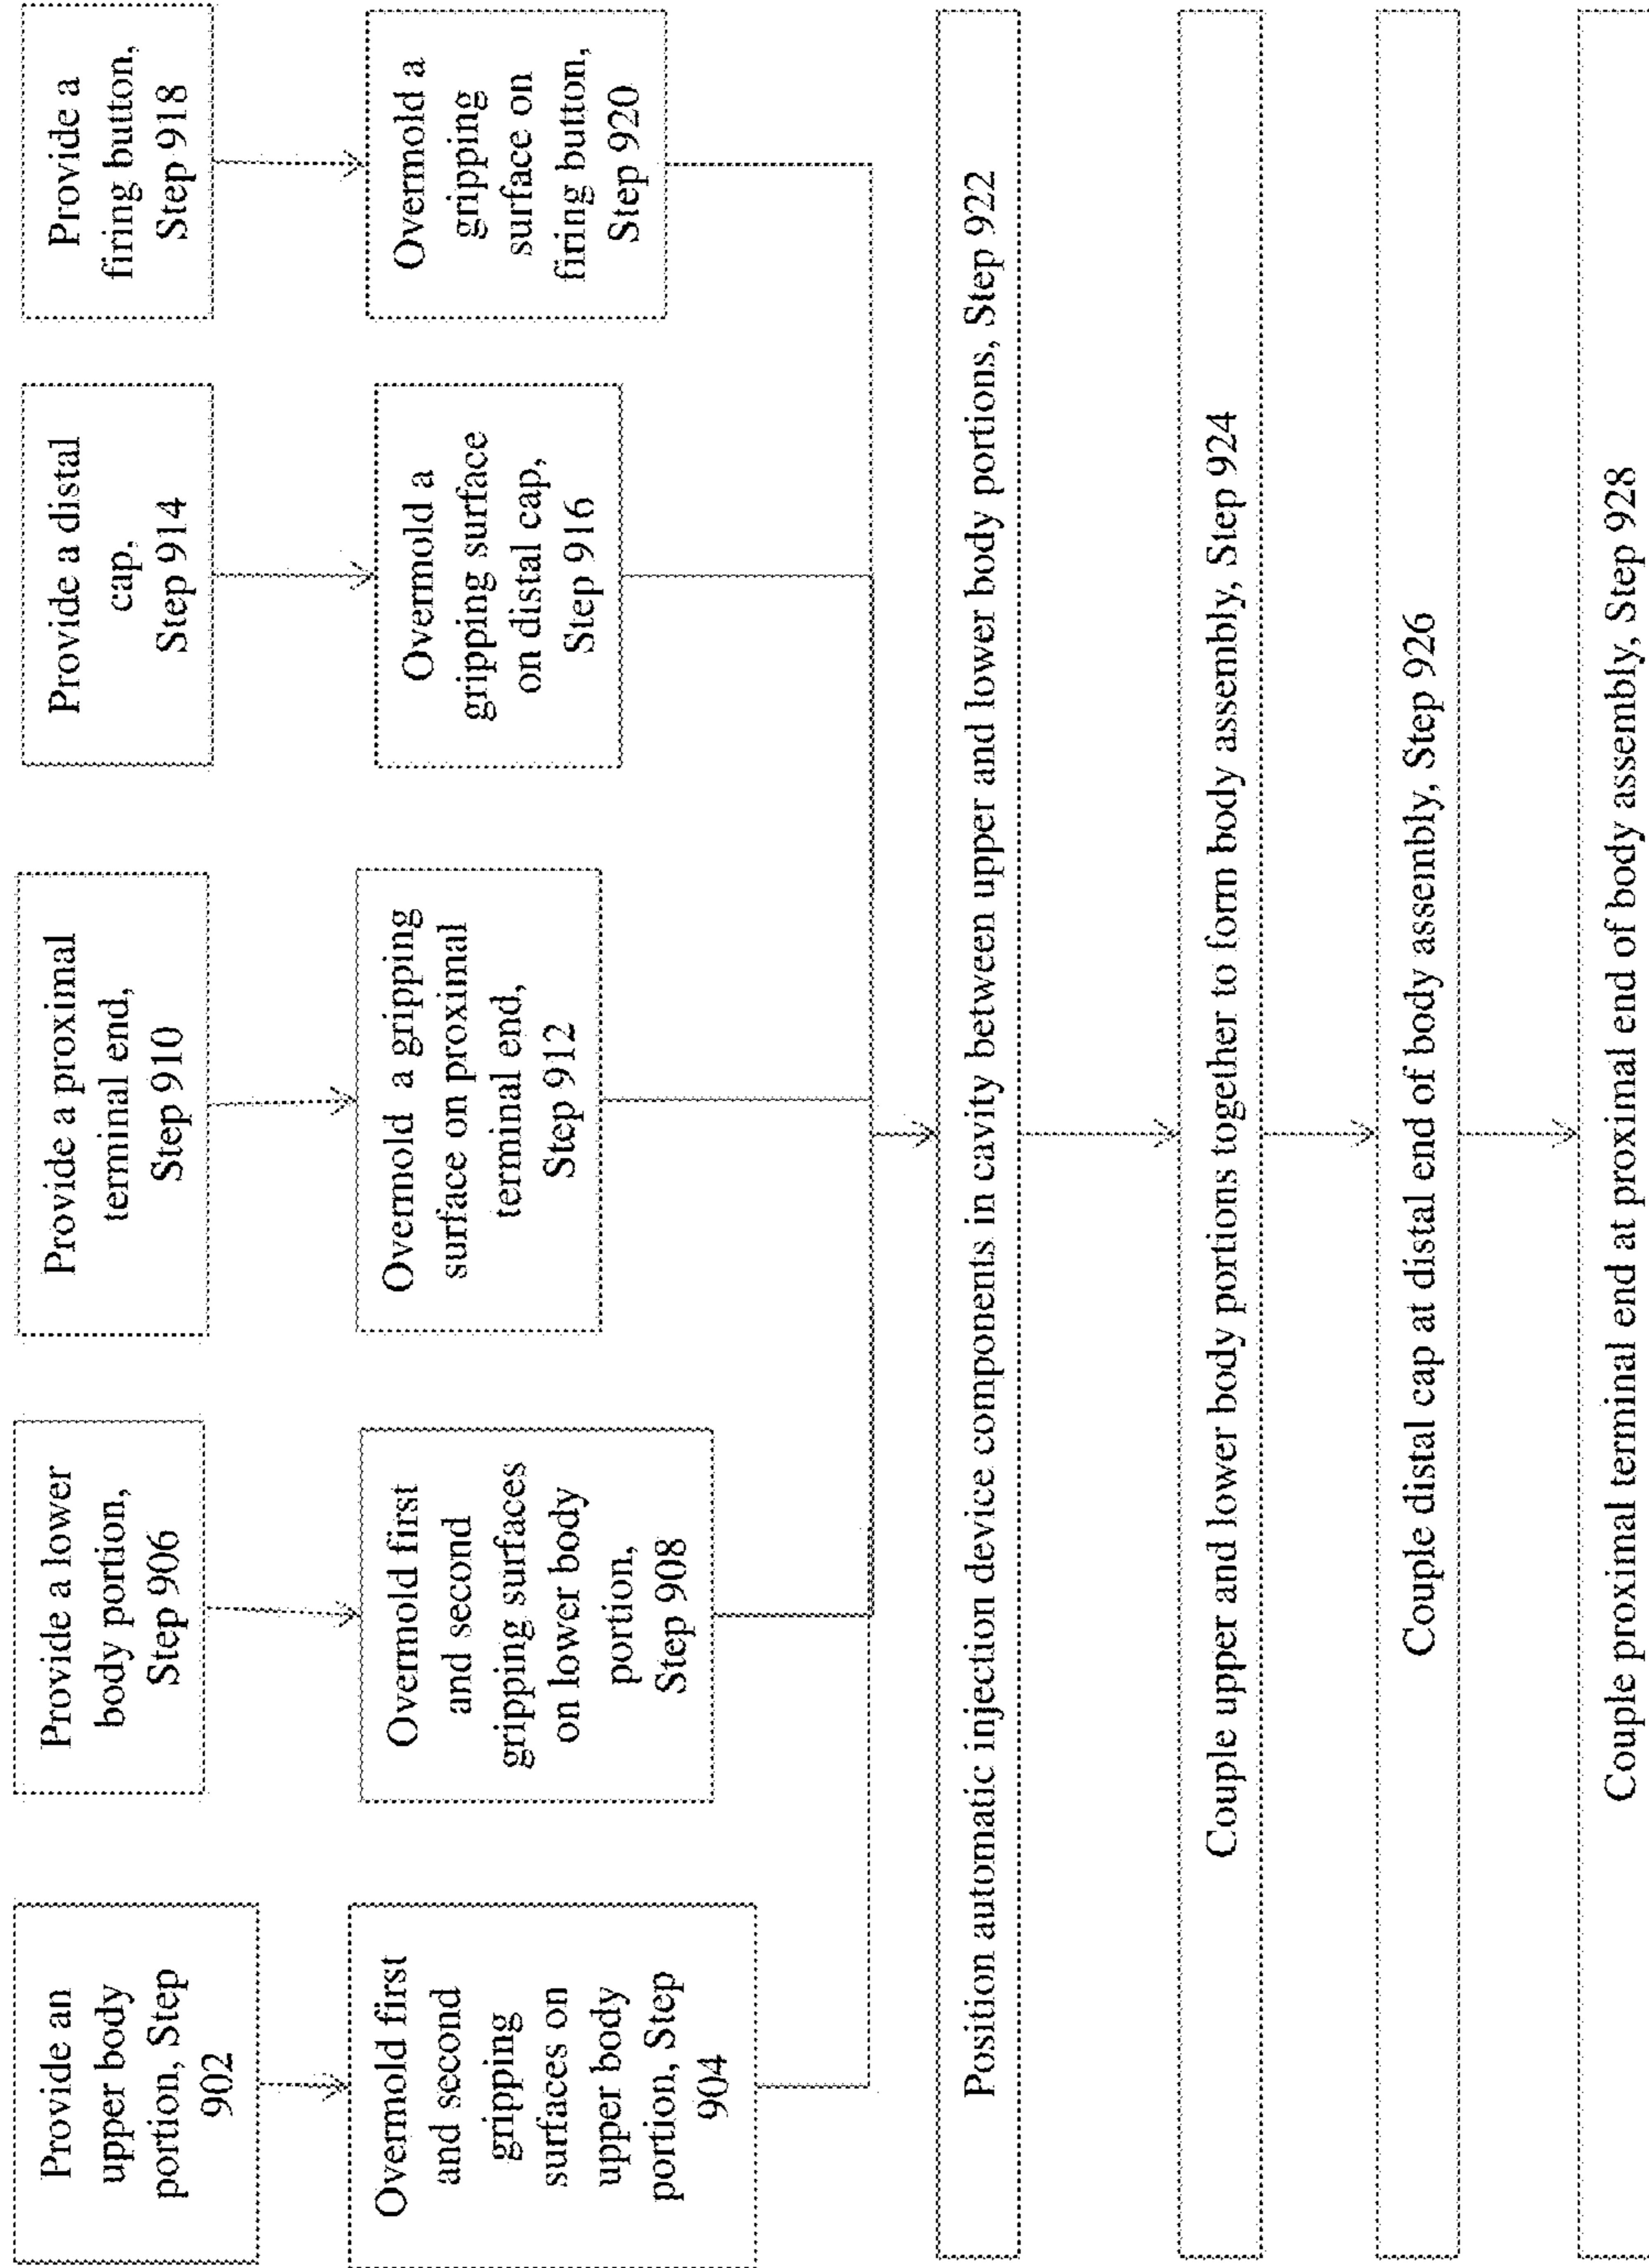 Provide an
upper body
portion, Step
902
Provide a lower
body portion,
Step 906
Provide a proximal
terminal end,
Step 910
Provide a distal
cap,
Step 914
Provide a
firing button,
Step 918
Overmold first
and second
gripping
surfaces on
upper body
portion, Step
904
Overmold first
and second
gripping surfaces
on lower body
portion,
Step 908
Overmold a gripping
surface on proximal
terminal end,
Step 912
Overmold a
gripping surface
on distal cap,
Step 916
Overmold a
gripping
surface on
firing button,
Step 920
Position automatic injection device components in cavity between upper and lower body portions, Step 922
Couple upper and lower body portions together to form body assembly, Step 924
Couple distal cap at distal end of body assembly, Step 926
Couple proximal terminal end at proximal end of body assembly, Step 928